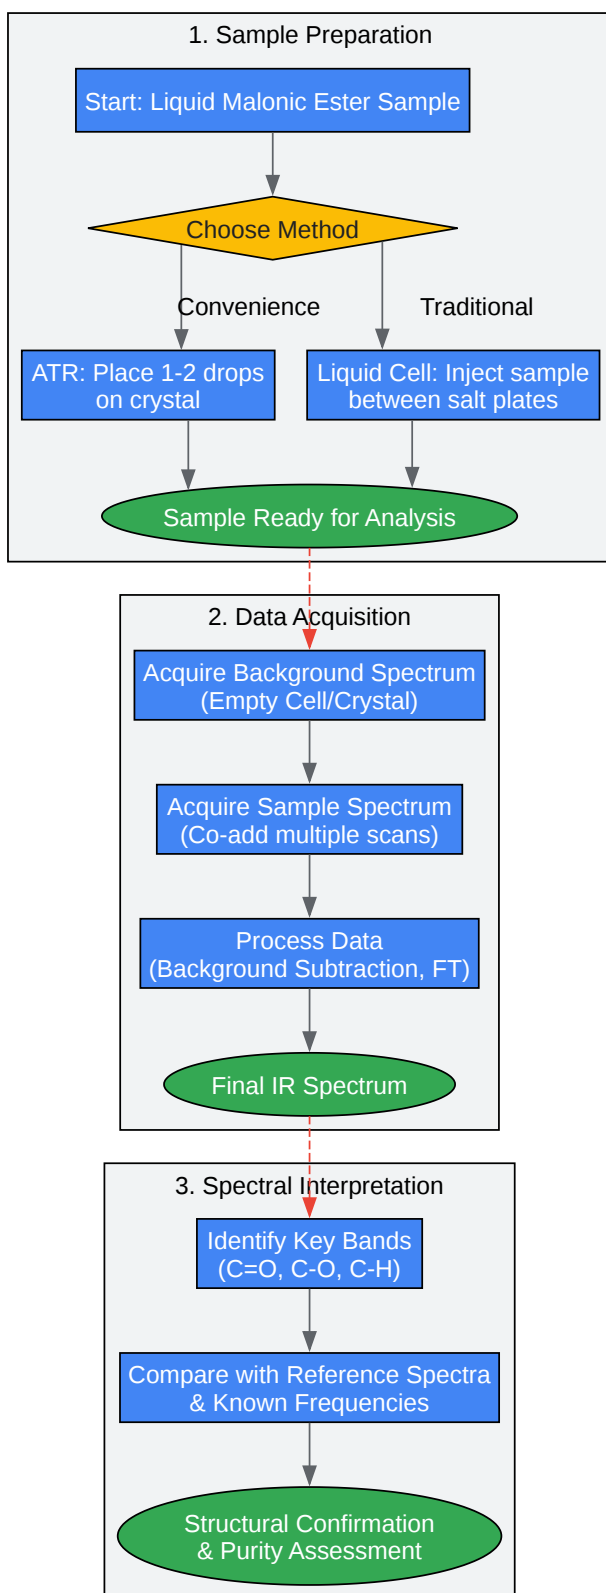 1. Sample Preparation
Start: Liquid Malonic Ester Sample
Choose Method
Convenience
Traditional
ATR: Place 1-2 drops
on crystal
Liquid Cell: Inject sample
between salt plates
Sample Ready for Analysis
2. Data Acquisition
Acquire Background Spectrum
(Empty Cell/Crystal)
Acquire Sample Spectrum
(Co-add multiple scans)
Process Data
(Background Subtraction, FT)
Final IR Spectrum
3. Spectral Interpretation
Identify Key Bands
(C=O, C-O, C-H)
Compare with Reference Spectra
& Known Frequencies
Structural Confirmation
& Purity Assessment